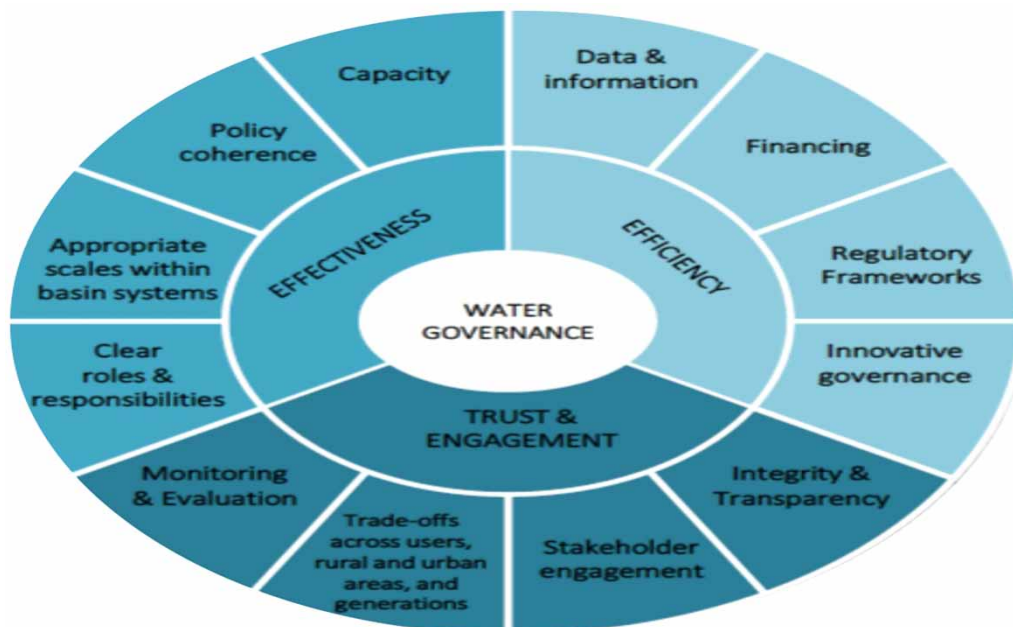 Capacity
Data &
information
Policy
coherence
Financing
Appropriate
scales within
basin systems
EFFECTIVENESS
EFFICIENCY
Regulatory
Frameworks
WATER
GOVERNANCE
Clear
roles &
responsibilities
Innovative
governance
TRUST &
ENGAGEMENT
Monitoring
& Evaluation
Integrity &
Transparency
Trade-offs
across users,
rural and urban
areas, and
generations
Stakeholder
engagement